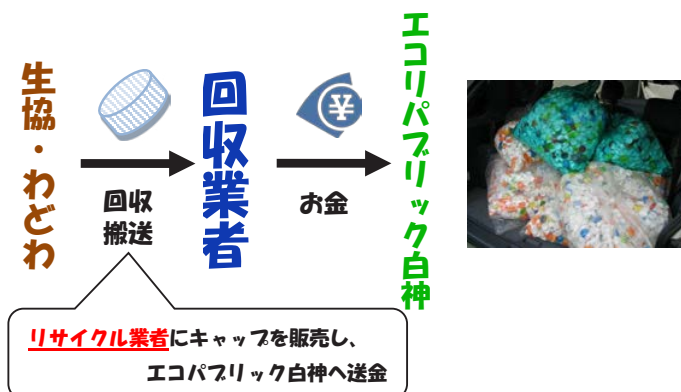 生協・わどわ
回収
搬送
回収業者
¥
お金
エコリパブリック白神
リサイクル業者にキャップを販売し、
エコパブリック白神へ送金